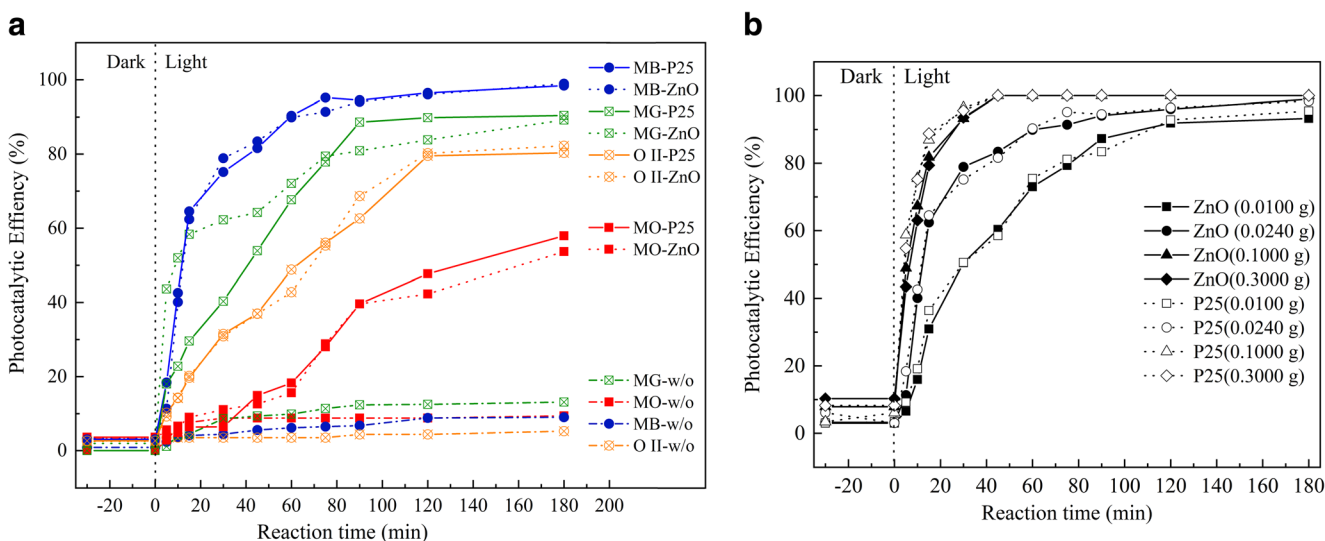 a
Dark Light
Photocatalytic Effiency (%)
100
80
60
40
20
0
-20 0 20 40 60 80 100 120 140 160 180 200
Reaction time (min)
MB-P25
MB-ZnO
MG-P25
MG-ZnO
O II-P25
O II-ZnO
MO-P25
MO-ZnO
MG-w/o
MO-w/o
MB-w/o
O II-w/o
b
Dark Light
Photocatalytic Efficiency (%)
100
80
60
40
20
0
-20 0 20 40 60 80 100 120 140 160 180
Reaction time (min)
ZnO (0.0100 g)
ZnO (0.0240 g)
ZnO(0.1000 g)
ZnO(0.3000 g)
P25(0.0100 g)
P25(0.0240 g)
P25(0.1000 g)
P25(0.3000 g)